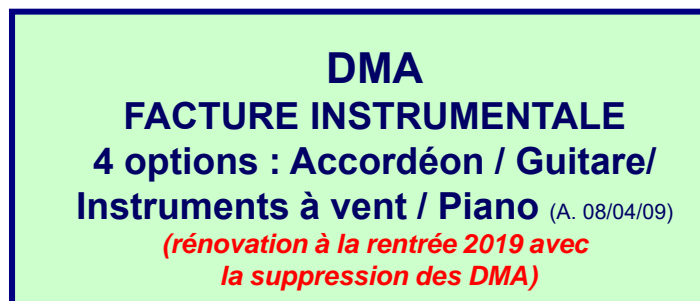 DMA
FACTURE INSTRUMENTALE
4 options : Accordéon / Guitare/
Instruments à vent / Piano (A. 08/04/09)
(rénovation à la rentrée 2019 avec
la suppression des DMA)